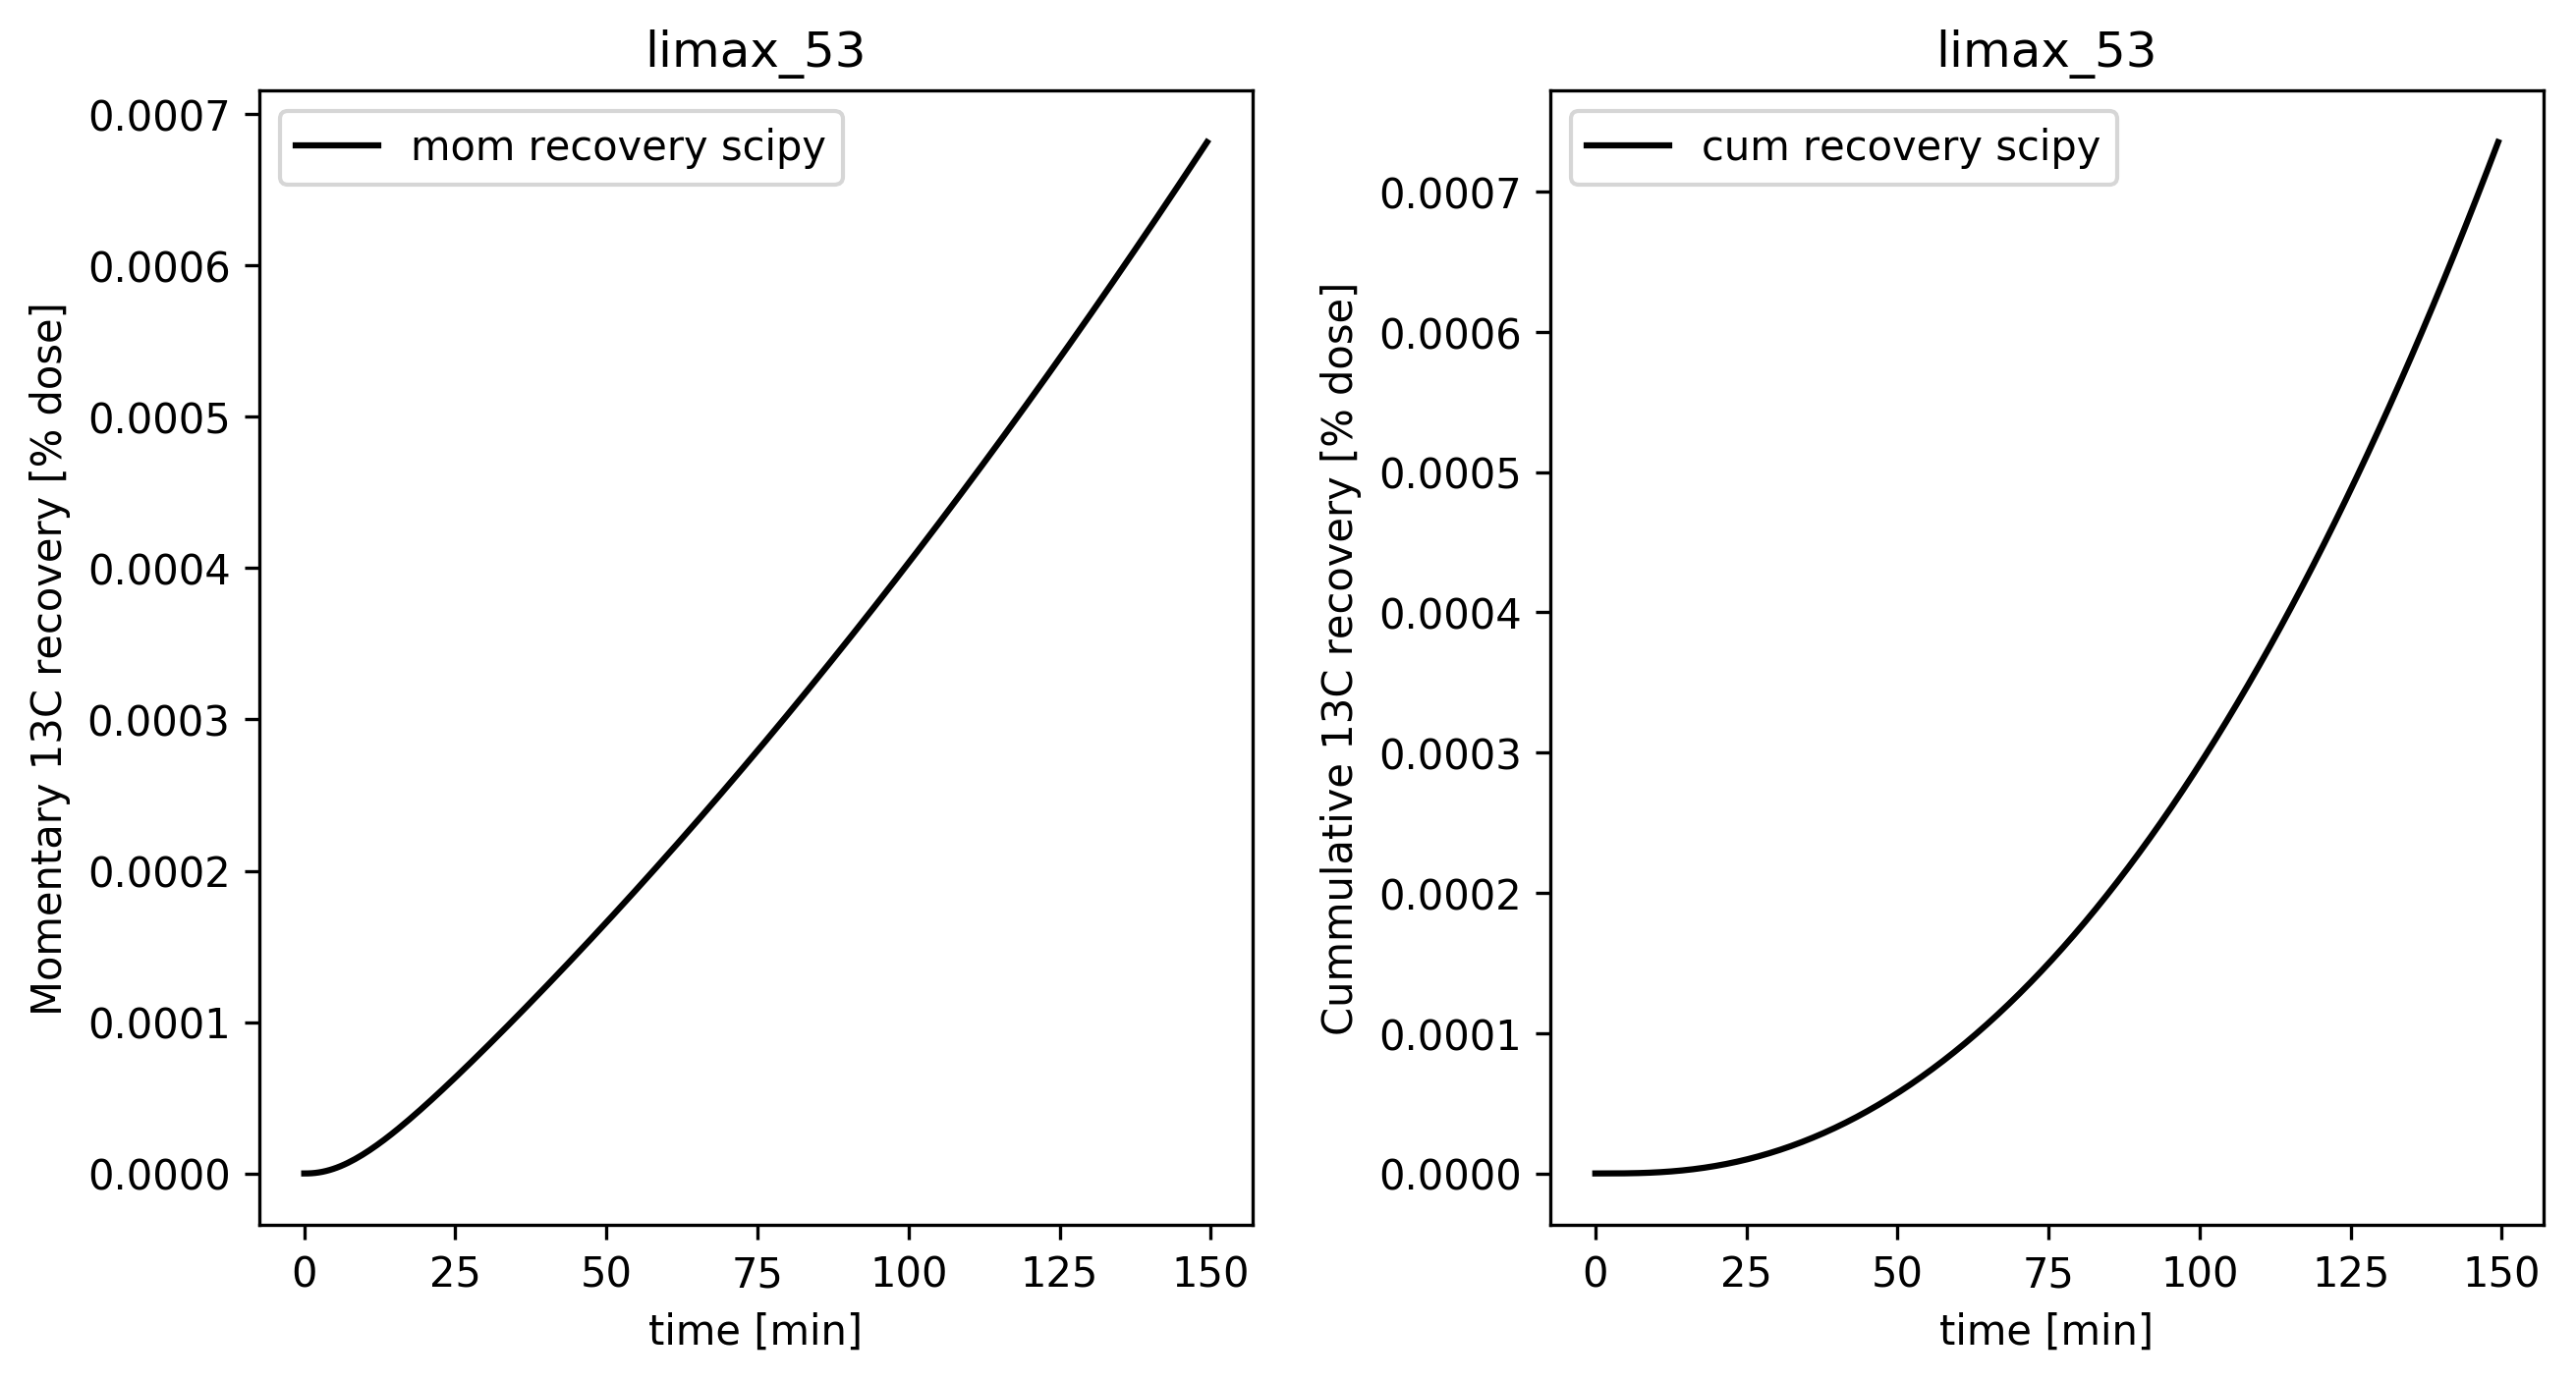 limax_53
mom recovery scipy
Momentary 13C recovery [% dose]
0.0007
0.0006
0.0005
0.0004
0.0003
0.0002
0.0001
0.0000
0 25 50 75 100 125 150
time [min]
limax_53
cum recovery scipy
Cummulative 13C recovery [% dose]
0.0007
0.0006
0.0005
0.0004
0.0003
0.0002
0.0001
0.0000
0 25 50 75 100 125 150
time [min]